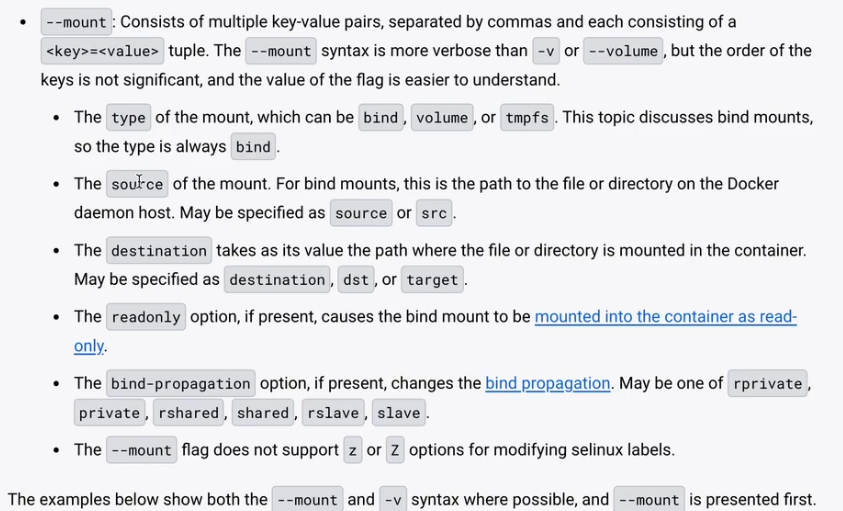 --mount: Consists of multiple key-value pairs, separated by commas and each consisting of a
<key>=<value> tuple. The --mount syntax is more verbose than -v or --volume, but the order of the
keys is not significant, and the value of the flag is easier to understand.
The type of the mount, which can be bind, volume, or tmpfs. This topic discusses bind mounts,
so the type is always bind.
The source of the mount. For bind mounts, this is the path to the file or directory on the Docker
daemon host. May be specified as source or src.
The destination takes as its value the path where the file or directory is mounted in the container.
May be specified as destination, dst, or target.
The readonly option, if present, causes the bind mount to be mounted into the container as read-
only.
The bind-propagation option, if present, changes the bind propagation. May be one of rprivate,
private, rshared, shared, rslave, slave.
The --mount flag does not support z or Z options for modifying selinux labels.
The examples below show both the --mount and -v syntax where possible, and --mount is presented first.